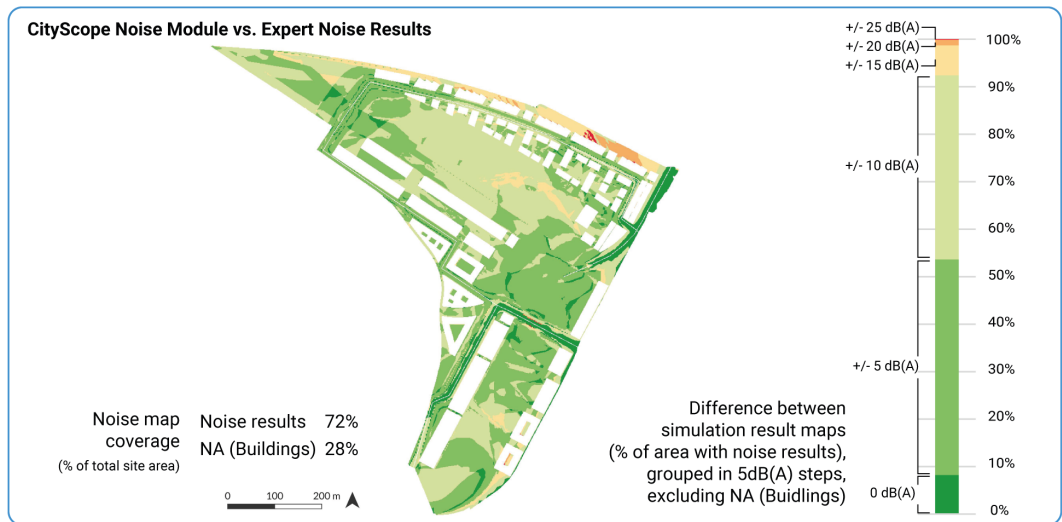 CityScope Noise Module vs. Expert Noise Results
+/- 25 dB(A)
+/- 20 dB(A)
+/- 15 dB(A)
+/- 10 dB(A)
+/- 5 dB(A)
0 dB(A)
100%
90%
80%
70%
60%
50%
40%
30%
20%
10%
0%
Noise map
coverage
(% of total site area)
Noise results 72%
NA (Buildings) 28%
0 100 200 m
Difference between
simulation result maps
(% of area with noise results),
grouped in 5dB(A) steps,
excluding NA (Buidlings)